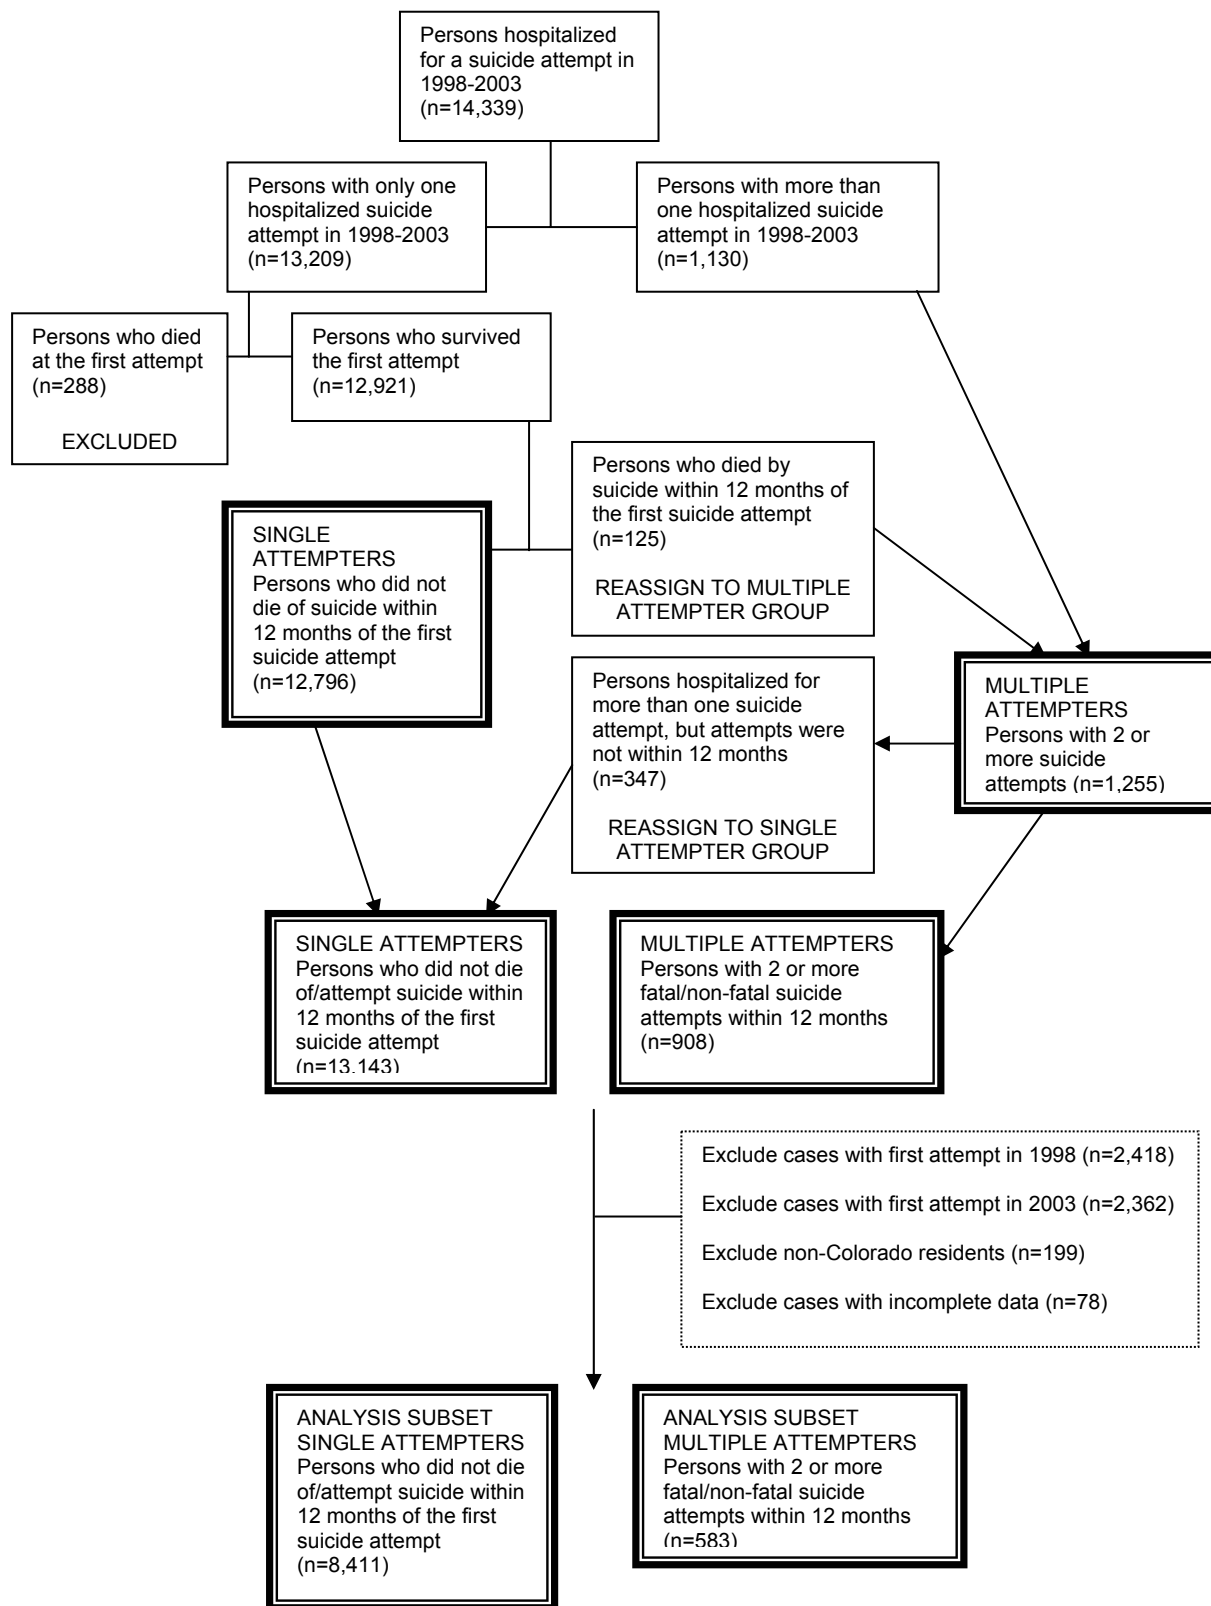 Persons hospitalized
for a suicide attempt in
1998-2003
(n=14,339)
Persons with only one
hospitalized suicide
attempt in 1998-2003
(n=13,209)
Persons with more than
one hospitalized suicide
attempt in 1998-2003
(n=1,130)
Persons who died
at the first attempt
(n=288)
EXCLUDED
Persons who survived
the first attempt
(n=12,921)
Persons who died by
suicide within 12 months of
the first suicide attempt
(n=125)
REASSIGN TO MULTIPLE
ATTEMPTER GROUP
SINGLE
ATTEMPTERS
Persons who did not
die of suicide within
12 months of the first
suicide attempt
(n=12,796)
Persons hospitalized for
more than one suicide
attempt, but attempts were
not within 12 months
(n=347)
REASSIGN TO SINGLE
ATTEMPTER GROUP
MULTIPLE
ATTEMPTERS
Persons with 2 or
more suicide
attempts (n=1,255)
SINGLE ATTEMPTERS
Persons who did not die
of/attempt suicide within
12 months of the first
suicide attempt
(n=13,143)
MULTIPLE ATTEMPTERS
Persons with 2 or more
fatal/non-fatal suicide
attempts within 12 months
(n=908)
Exclude cases with first attempt in 1998 (n=2,418)
Exclude cases with first attempt in 2003 (n=2,362)
Exclude non-Colorado residents (n=199)
Exclude cases with incomplete data (n=78)
ANALYSIS SUBSET
SINGLE ATTEMPTERS
Persons who did not die
of/attempt suicide within
12 months of the first
suicide attempt
(n=8,411)
ANALYSIS SUBSET
MULTIPLE ATTEMPTERS
Persons with 2 or more
fatal/non-fatal suicide
attempts within 12 months
(n=583)